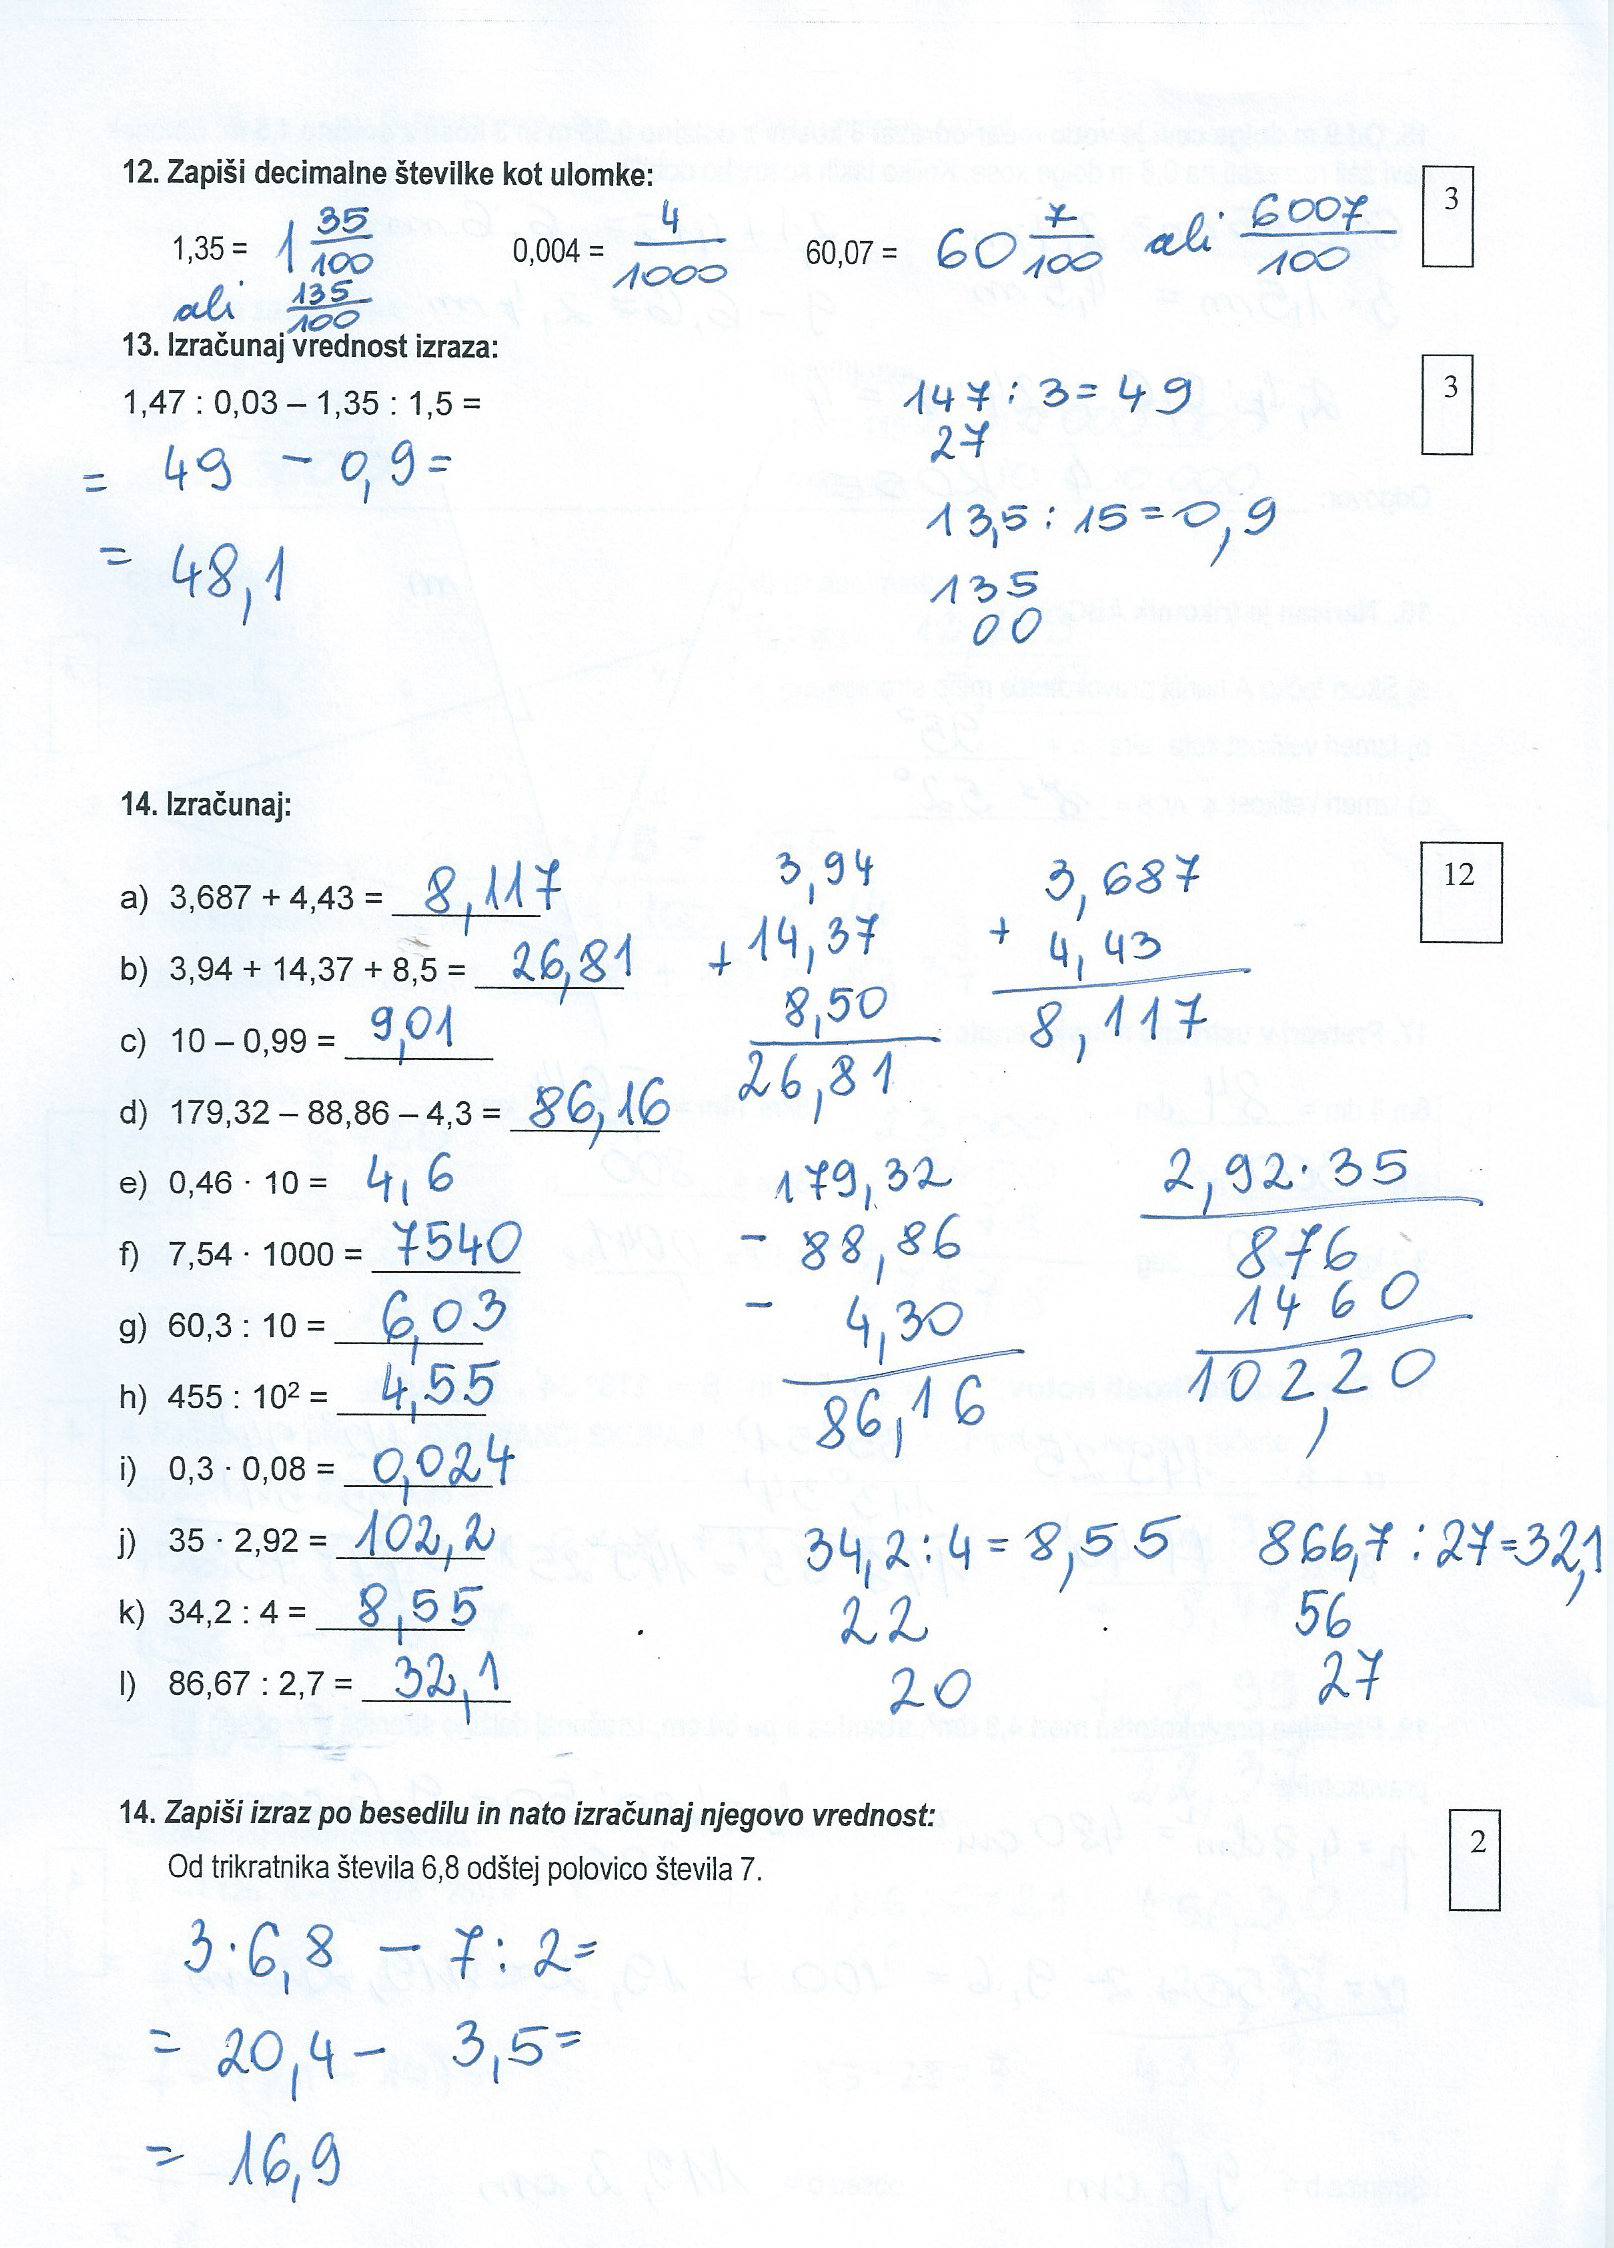 12. Zapiši decimalne številke kot ulomke:
3
1,35 = 1 35/100 0,004 = 4/1000 60,07 = 60 7/100 ali 6007/100
ali 135/100
13. Izračunaj vrednost izraza:
3
1,47 : 0,03 – 1,35 : 1,5 =
147 : 3 = 49
27
= 49 - 0,9 =
13,5 : 15 = 0,9
= 48,1
135
00
14. Izračunaj:
12
a) 3,687 + 4,43 = 8,117
b) 3,94 + 14,37 + 8,5 = 26,81
c) 10 – 0,99 = 9,01
d) 179,32 – 88,86 – 4,3 = 86,16
e) 0,46 · 10 = 4,6
f) 7,54 · 1000 = 7540
g) 60,3 : 10 = 6,03
h) 455 : 10² = 4,55
i) 0,3 · 0,08 = 0,024
j) 35 · 2,92 = 102,2
k) 34,2 : 4 = 8,55
l) 86,67 : 2,7 = 32,1
3,94
+ 14,37
8,50
26,81
3,687
+ 4,43
8,117
179,32
- 88,86
- 4,30
86,16
2,92 · 35
876
1460
102,20
34,2 : 4 = 8,55
22
20
866,7 : 27 = 32,1
56
27
14. Zapiši izraz po besedilu in nato izračunaj njegovo vrednost:
2
Od trikratnika števila 6,8 odštej polovico števila 7.
3 · 6,8 - 7 : 2 =
= 20,4 - 3,5 =
= 16,9